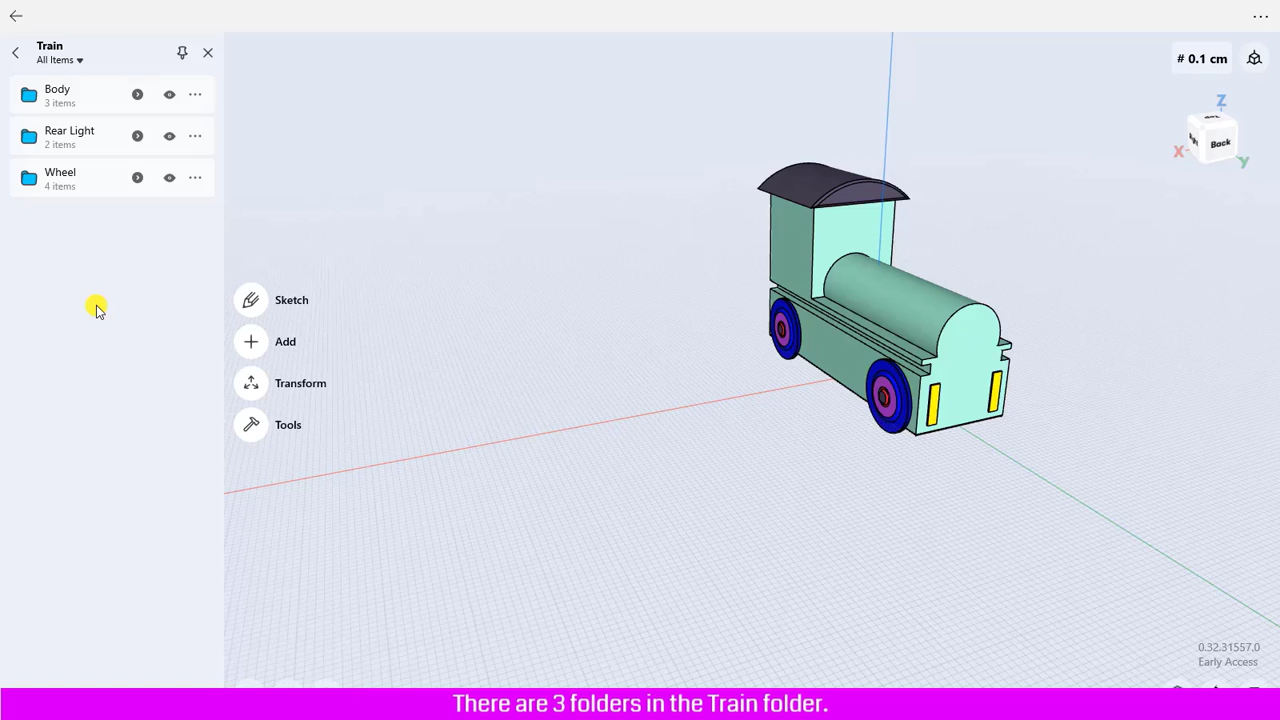 Train
All Items
Body
3 items
Rear Light
2 items
Wheel
4 items
Sketch
Add
Transform
Tools
# 0.1 cm
Z
Back
X
Y
0.32.31557.0
Early Access
There are 3 folders in the Train folder.